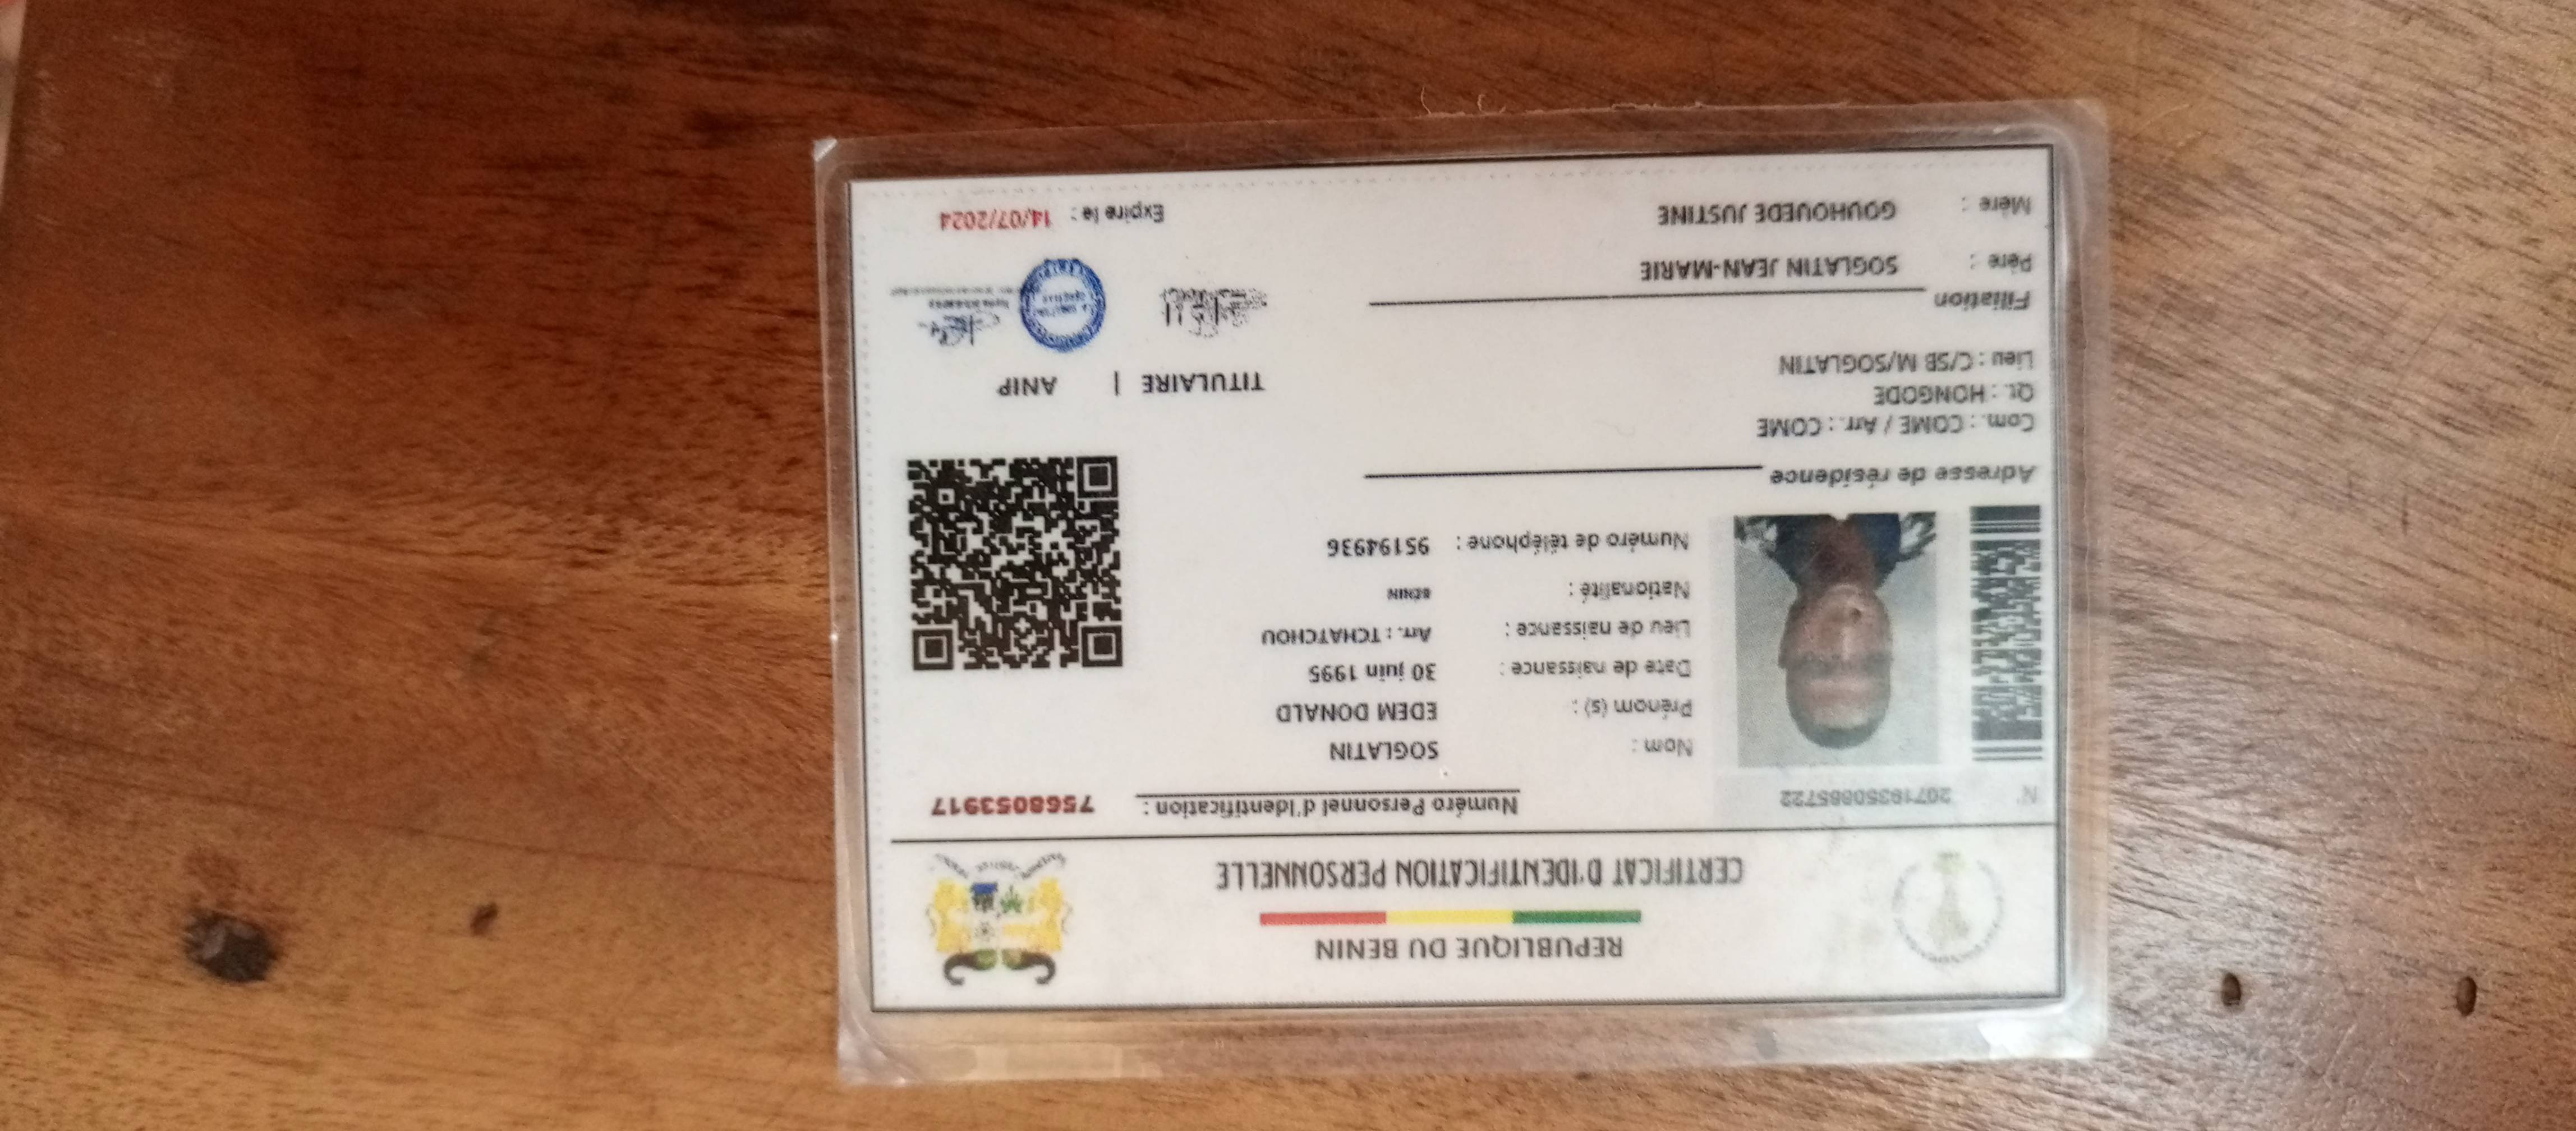 REPUBLIQUE DU BENIN
CERTIFICAT D'IDENTIFICATION PERSONNELLE
N° 20719350865722
Numéro Personnel d'Identification : 7568053917
Nom : SOGLATIN
Prénom (s) : EDEM DONALD
Date de naissance : 30 juin 1995
Lieu de naissance : Arr. : TCHATCHOU
Nationalité : BENIN
Numéro de téléphone : 95194936
Adresse de résidence
Com. : COME / Arr. : COME
Qt. : HONGODE
Lieu : C/SB M/SOGLATIN
TITULAIRE | ANIP
Filiation
Père : SOGLATIN JEAN-MARIE
Mère : GOUHOUEDE JUSTINE
Expire le : 14/07/2024